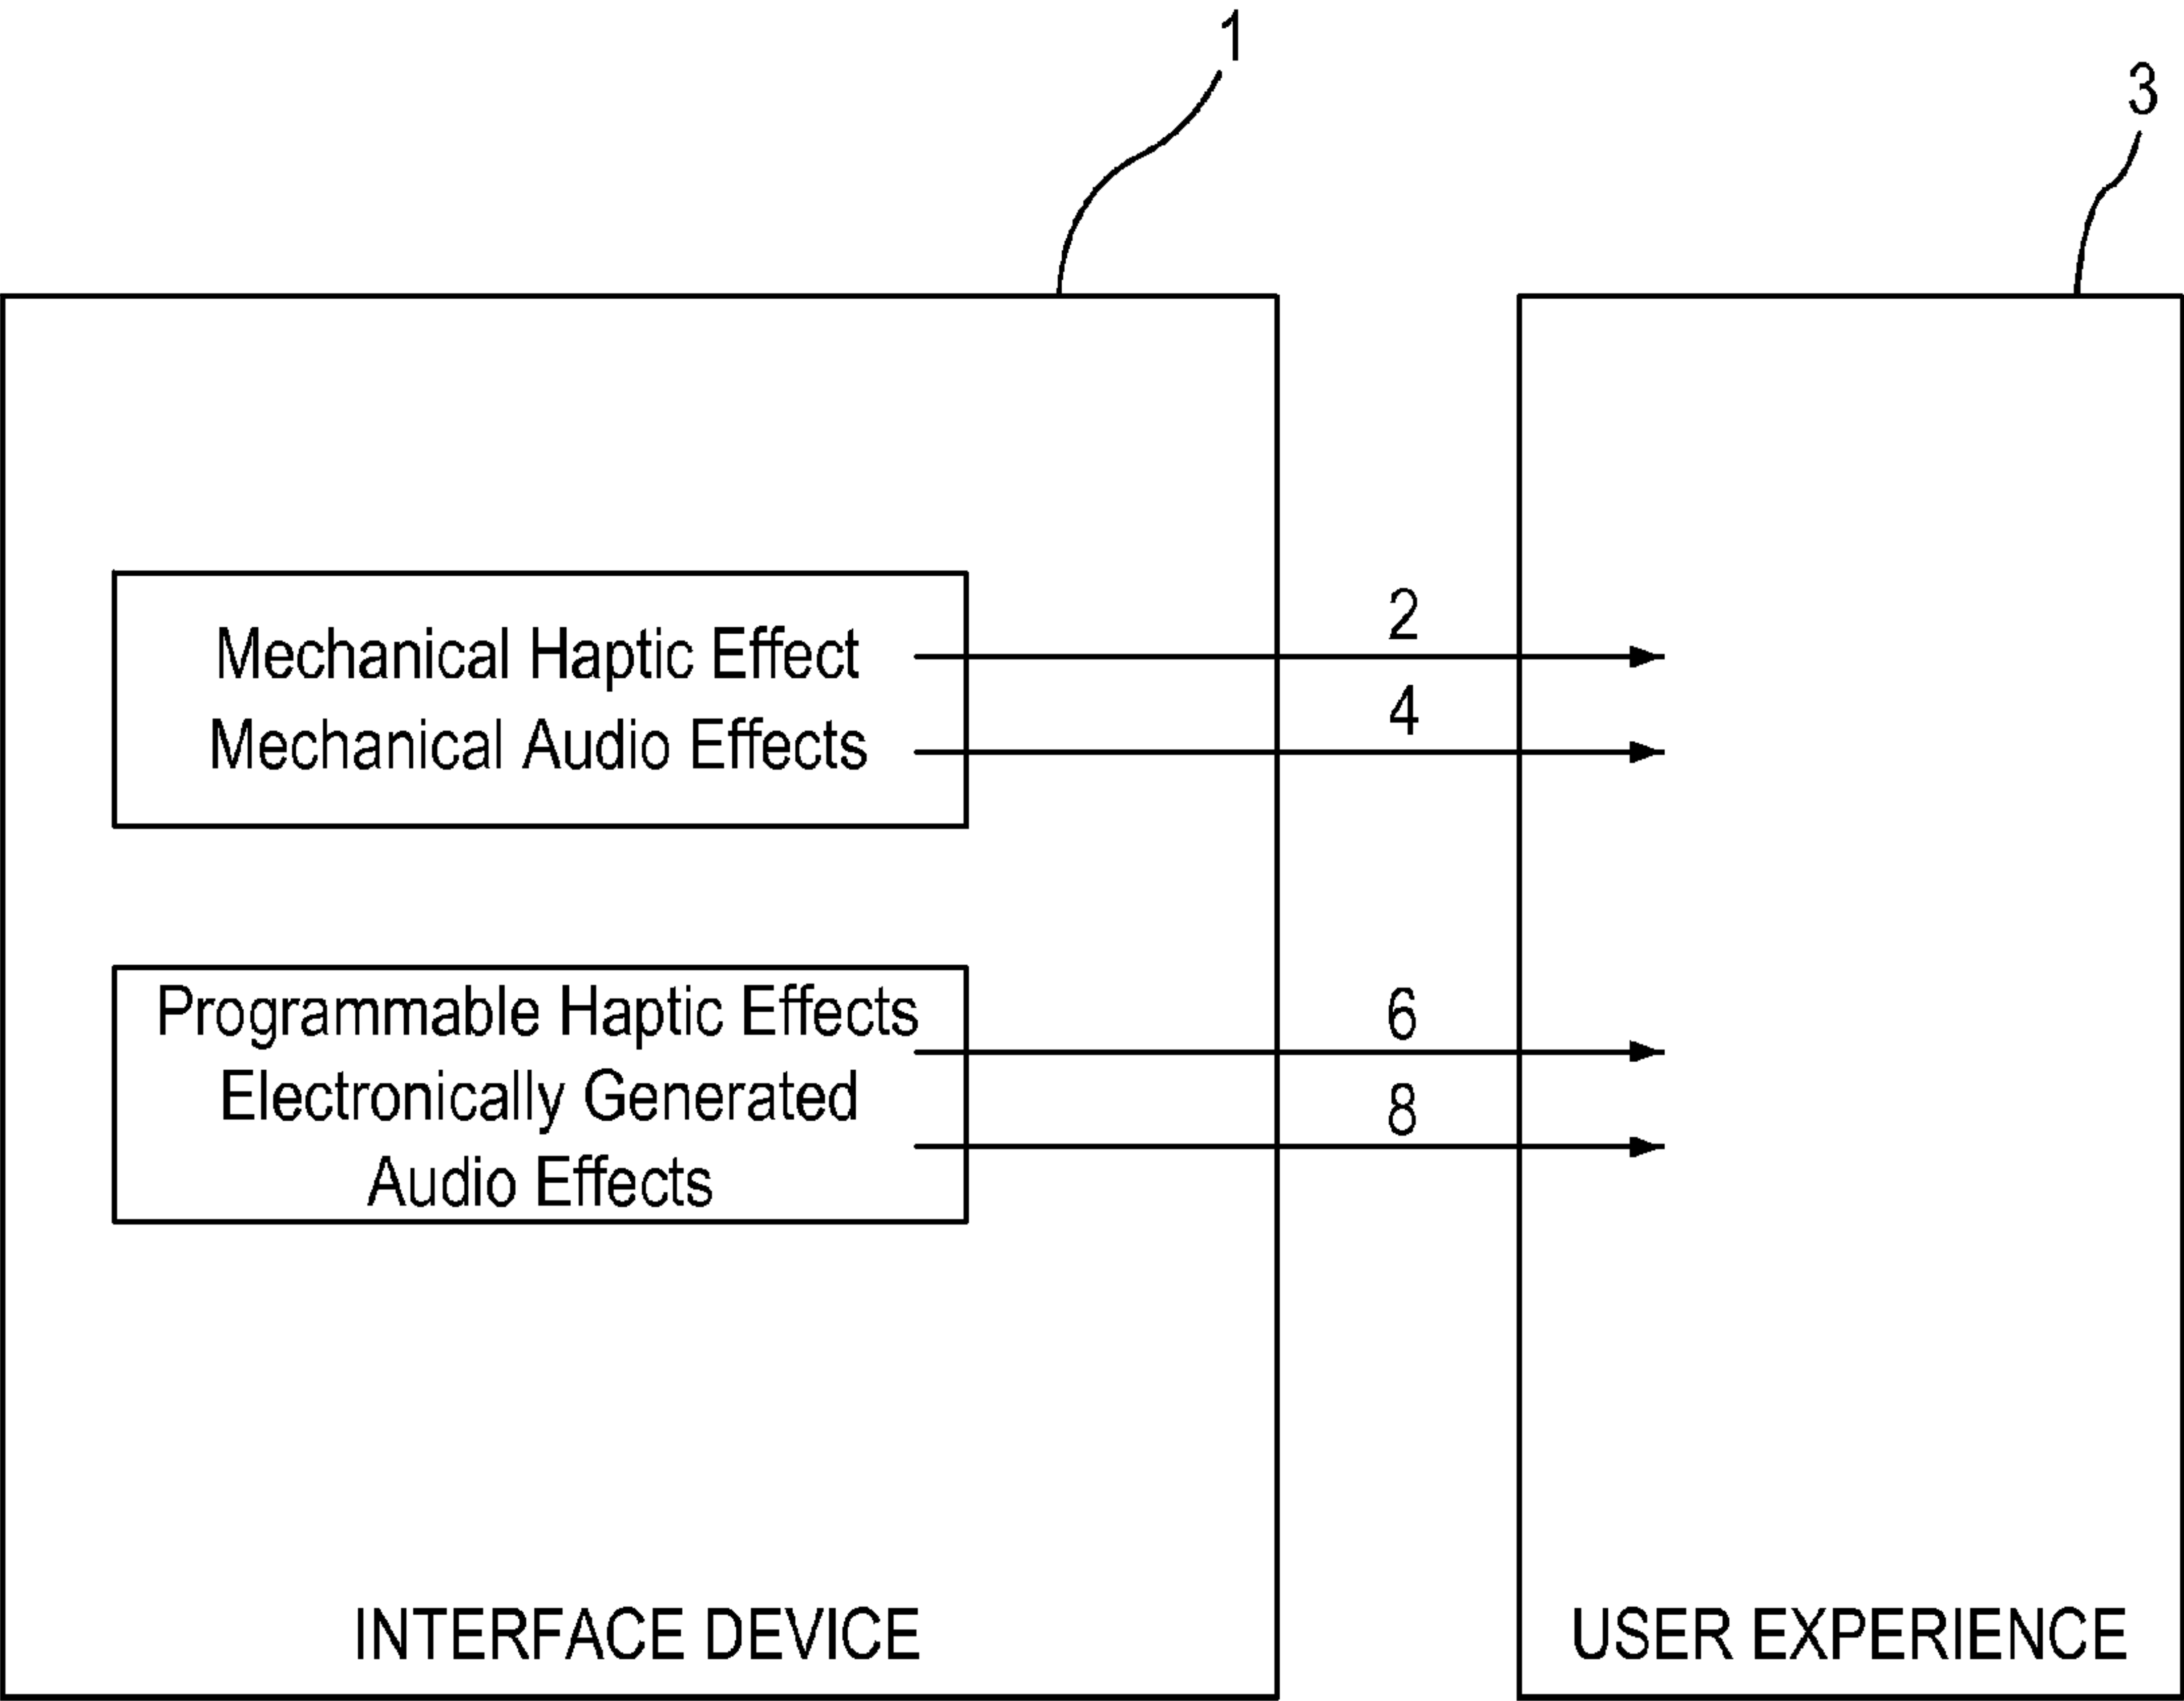 1
3
Mechanical Haptic Effect
2
Mechanical Audio Effects
4
Programmable Haptic Effects
6
Electronically Generated
8
Audio Effects
INTERFACE DEVICE
USER EXPERIENCE